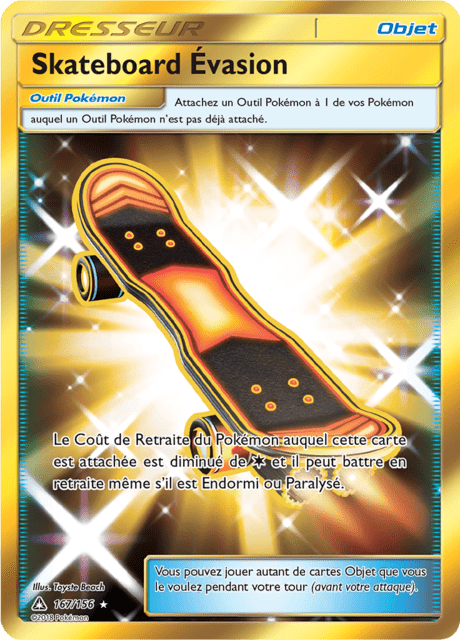 DRESSEUR
Objet
Skateboard Évasion
Outil Pokémon
Attachez un Outil Pokémon à 1 de vos Pokémon
auquel un Outil Pokémon n'est pas déjà attaché.
Le Coût de Retraite du Pokémon auquel cette carte
est attachée est diminué de et il peut battre en
retraite même s'il est Endormi ou Paralysé.
Vous pouvez jouer autant de cartes Objet que vous
le voulez pendant votre tour (avant votre attaque).
Illus. Toyste Beach
167/156 ★
©2018 Pokémon